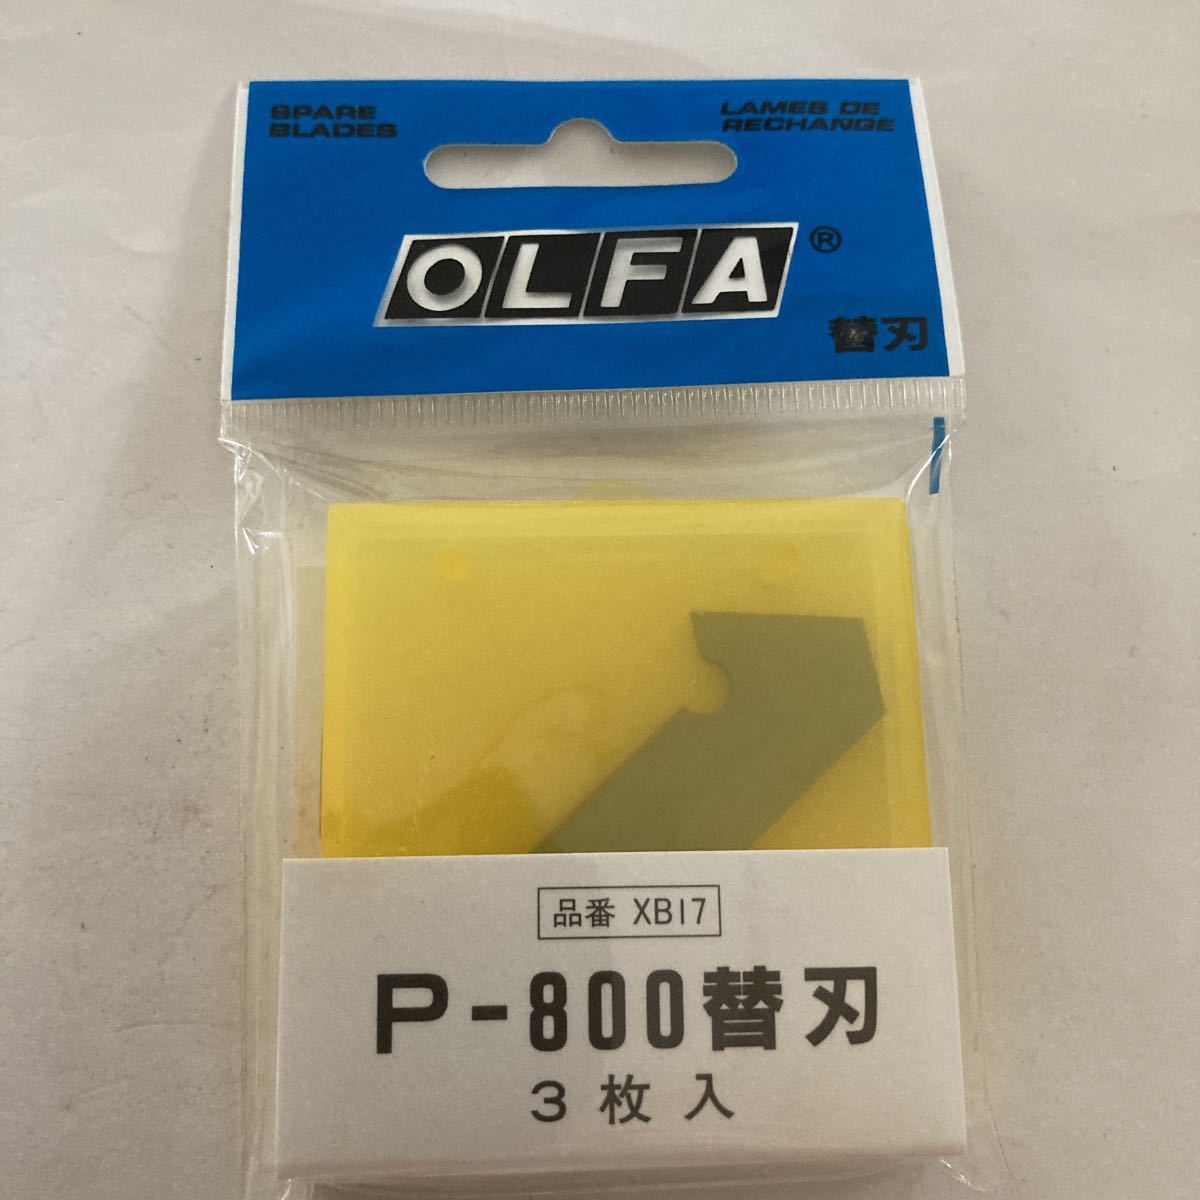 SPARE
BLADES
LAMES DE
RECHANGE
OLFA®
替刃
品番 XB17
P-800替刃
3枚入